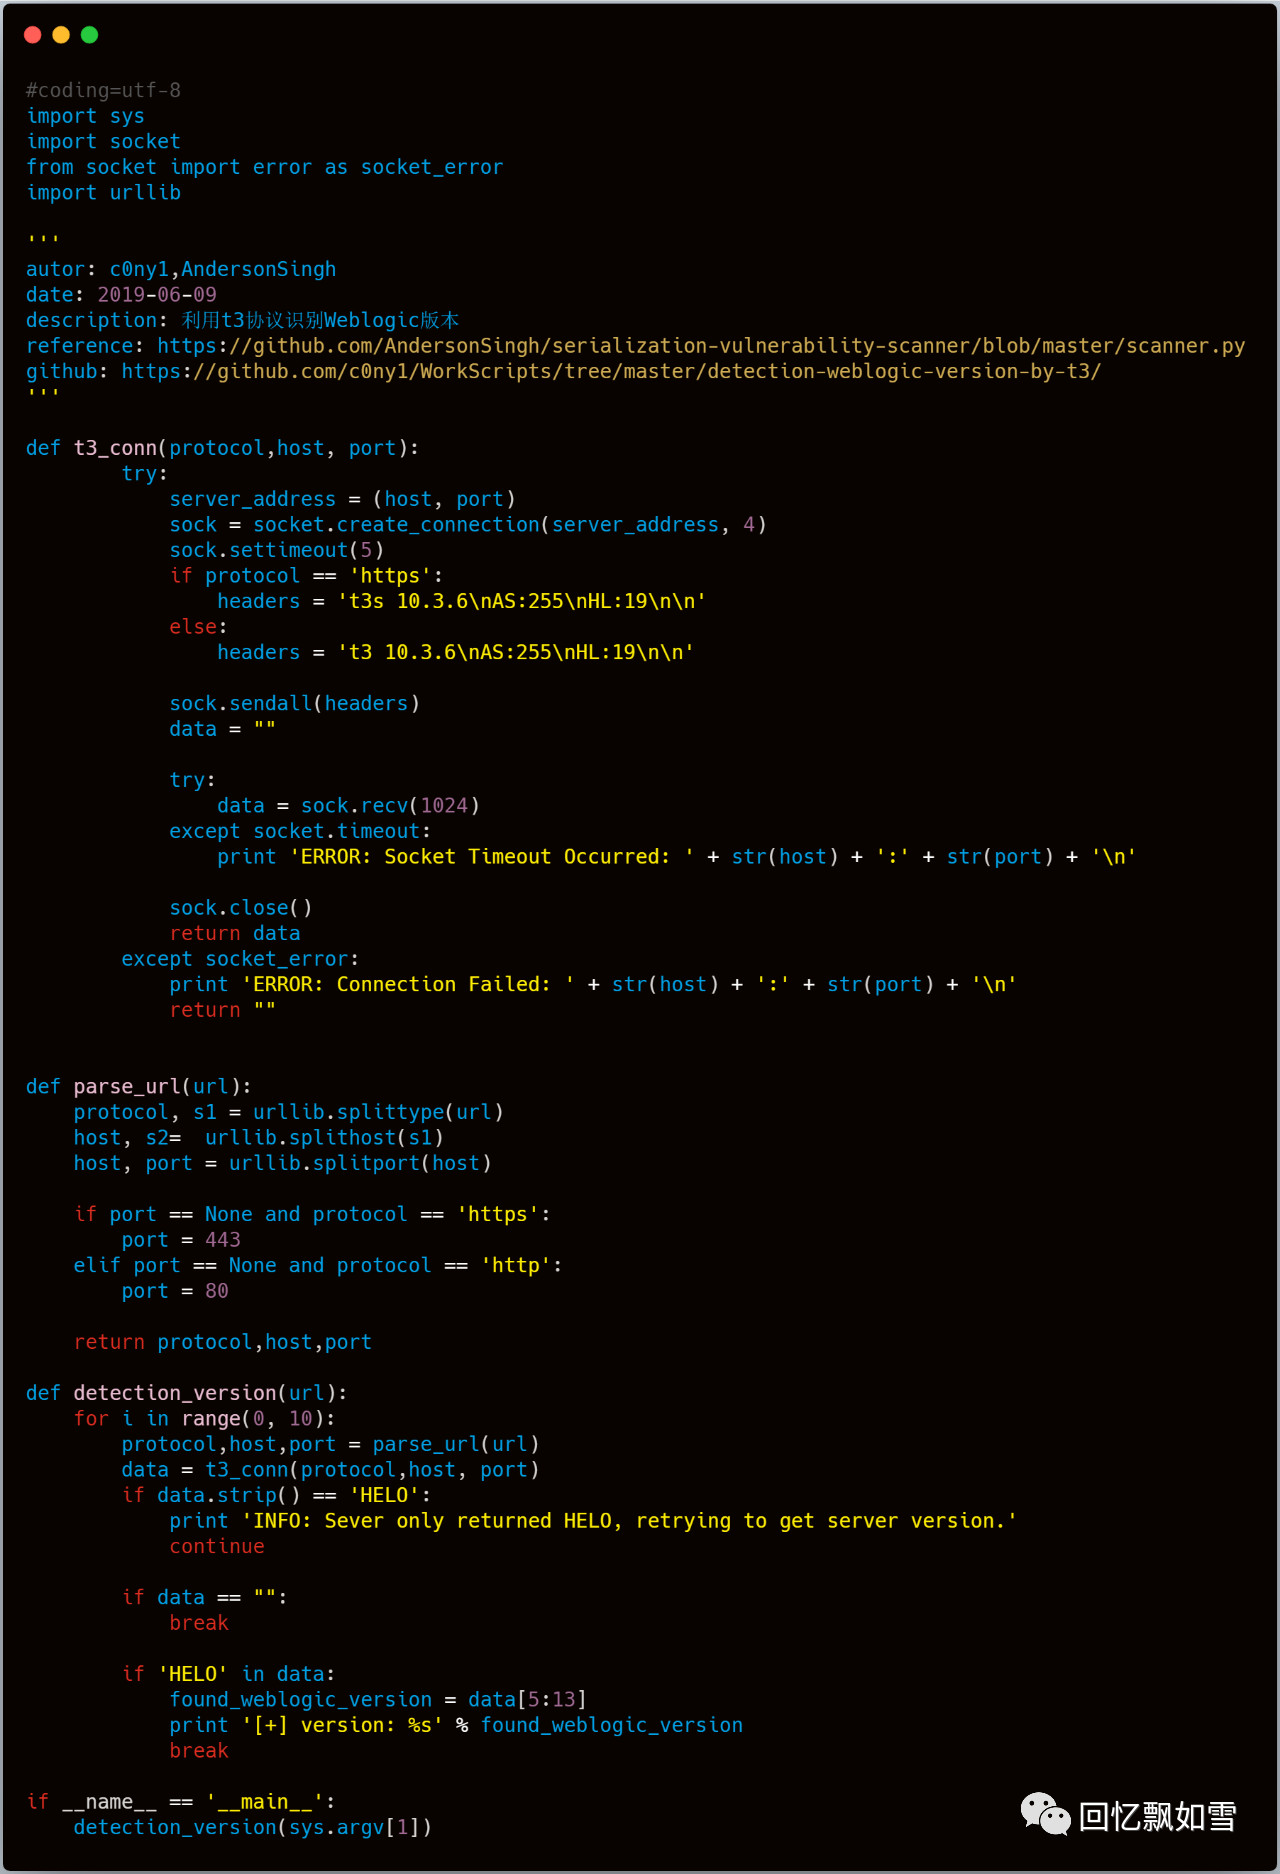 #coding=utf-8
import sys
import socket
from socket import error as socket_error
import urllib
'''
autor: c0ny1,AndersonSingh
date: 2019-06-09
description: 利用t3协议识别Weblogic版本
reference: https://github.com/AndersonSingh/serialization-vulnerability-scanner/blob/master/scanner.py
github: https://github.com/c0ny1/WorkScripts/tree/master/detection-weblogic-version-by-t3/
'''
def t3_conn(protocol,host, port):
        try:
            server_address = (host, port)
            sock = socket.create_connection(server_address, 4)
            sock.settimeout(5)
            if protocol == 'https':
                headers = 't3s 10.3.6\nAS:255\nHL:19\n\n'
            else:
                headers = 't3 10.3.6\nAS:255\nHL:19\n\n'
            sock.sendall(headers)
            data = ""
            try:
                data = sock.recv(1024)
            except socket.timeout:
                print 'ERROR: Socket Timeout Occurred: ' + str(host) + ':' + str(port) + '\n'
            sock.close()
            return data
        except socket_error:
            print 'ERROR: Connection Failed: ' + str(host) + ':' + str(port) + '\n'
            return ""
def parse_url(url):
    protocol, s1 = urllib.splittype(url)
    host, s2=  urllib.splithost(s1)
    host, port = urllib.splitport(host)
    if port == None and protocol == 'https':
        port = 443
    elif port == None and protocol == 'http':
        port = 80
    return protocol,host,port
def detection_version(url):
    for i in range(0, 10):
        protocol,host,port = parse_url(url)
        data = t3_conn(protocol,host, port)
        if data.strip() == 'HELO':
            print 'INFO: Sever only returned HELO, retrying to get server version.'
            continue
        if data == "":
            break
        if 'HELO' in data:
            found_weblogic_version = data[5:13]
            print '[+] version: %s' % found_weblogic_version
            break
if __name__ == '__main__':
    detection_version(sys.argv[1])
回忆飘如雪